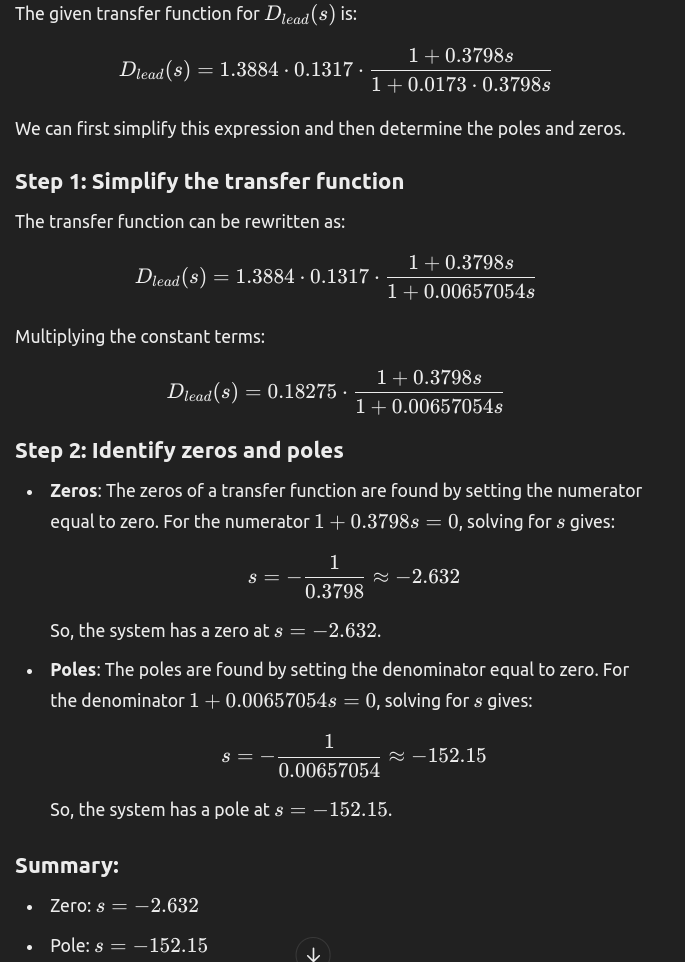 The given transfer function for $D_{lead}(s)$ is:
$$D_{lead}(s) = 1.3884 \cdot 0.1317 \cdot \frac{1 + 0.3798s}{1 + 0.0173 \cdot 0.3798s}$$
We can first simplify this expression and then determine the poles and zeros.
Step 1: Simplify the transfer function
The transfer function can be rewritten as:
$$D_{lead}(s) = 1.3884 \cdot 0.1317 \cdot \frac{1 + 0.3798s}{1 + 0.00657054s}$$
Multiplying the constant terms:
$$D_{lead}(s) = 0.18275 \cdot \frac{1 + 0.3798s}{1 + 0.00657054s}$$
Step 2: Identify zeros and poles
• Zeros: The zeros of a transfer function are found by setting the numerator
equal to zero. For the numerator $1 + 0.3798s = 0$, solving for $s$ gives:
$$s = -\frac{1}{0.3798} \approx -2.632$$
So, the system has a zero at $s = -2.632$.
• Poles: The poles are found by setting the denominator equal to zero. For
the denominator $1 + 0.00657054s = 0$, solving for $s$ gives:
$$s = -\frac{1}{0.00657054} \approx -152.15$$
So, the system has a pole at $s = -152.15$.
Summary:
• Zero: $s = -2.632$
• Pole: $s = -152.15$